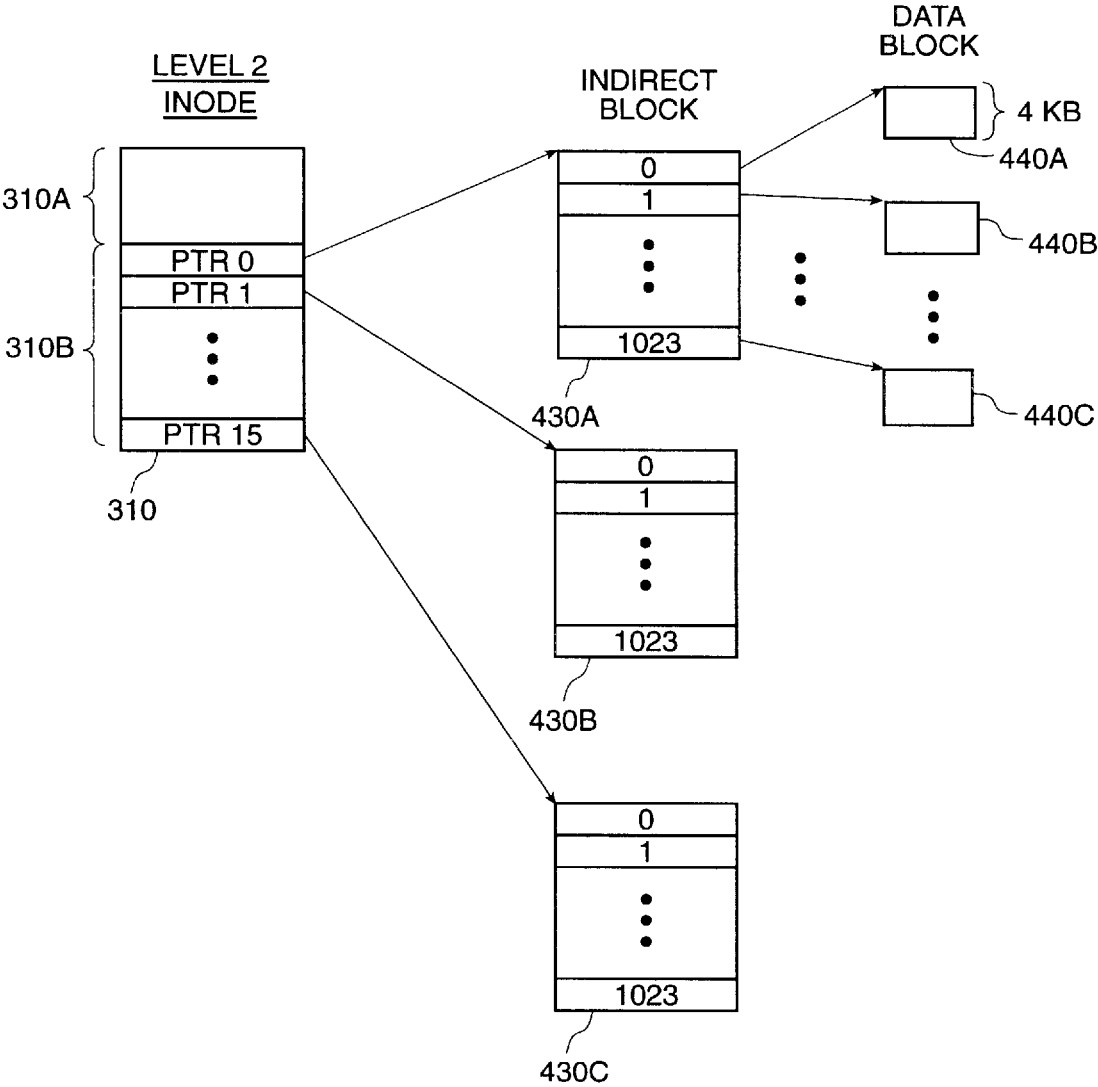 LEVEL 2
INODE
310A
310B
PTR 0
PTR 1
PTR 15
310
INDIRECT
BLOCK
0
1
1023
430A
0
1
1023
430B
0
1
1023
430C
DATA
BLOCK
4 KB
440A
440B
440C